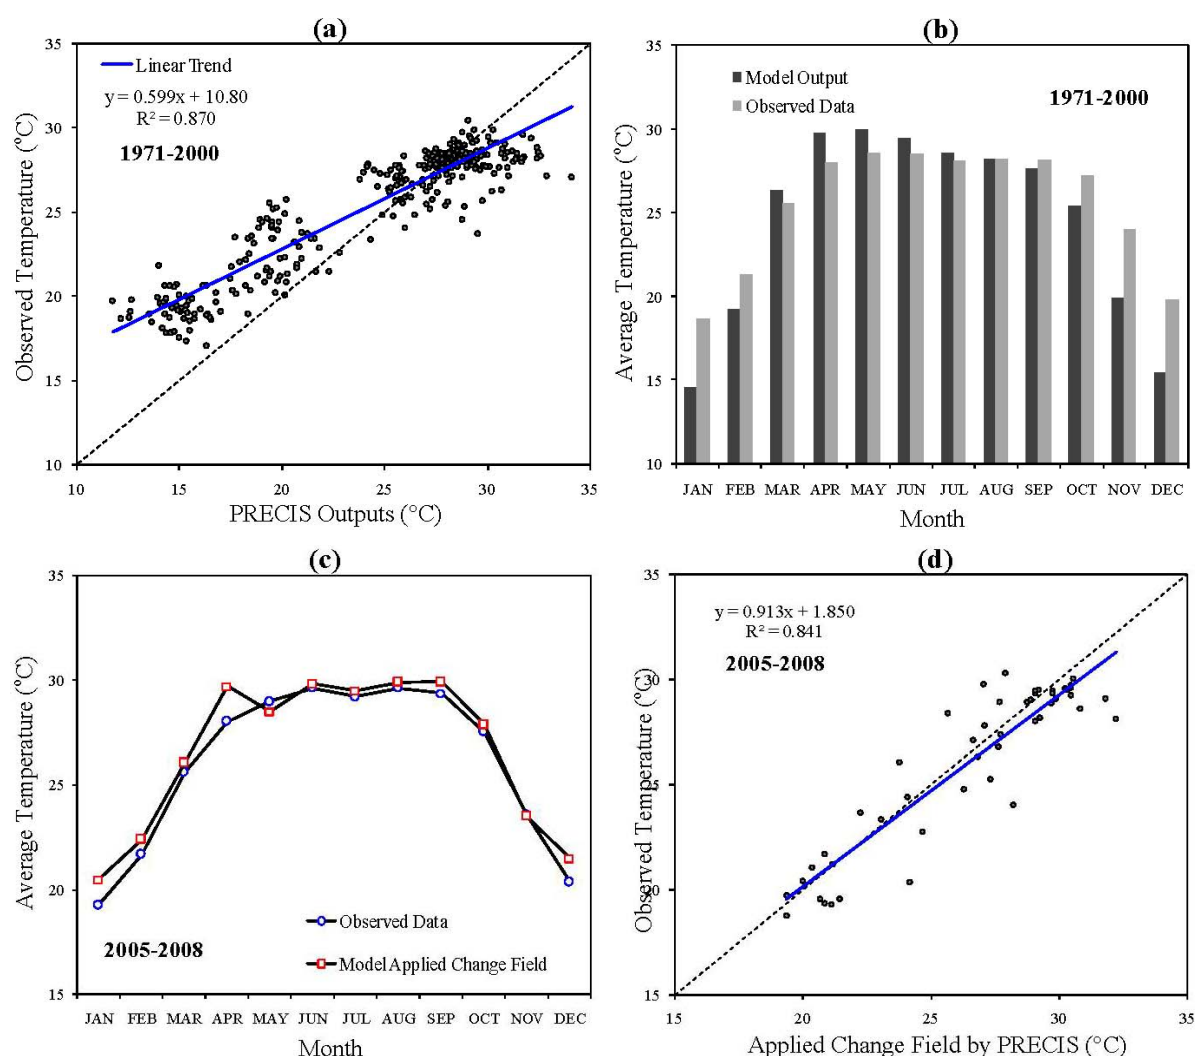 (a)
35
30
25
20
15
10
Observed Temperature (°C)
Linear Trend
y = 0.599x + 10.80
R² = 0.870
1971-2000
10 15 20 25 30 35
PRECIS Outputs (°C)
(b)
35
30
25
20
15
10
Average Temperature (°C)
Model Output
Observed Data
1971-2000
JAN FEB MAR APR MAY JUN JUL AUG SEP OCT NOV DEC
Month
(c)
35
30
25
20
15
Average Temperature (°C)
Observed Data
Model Applied Change Field
2005-2008
JAN FEB MAR APR MAY JUN JUL AUG SEP OCT NOV DEC
Month
(d)
35
30
25
20
15
Observed Temperature (°C)
y = 0.913x + 1.850
R² = 0.841
2005-2008
15 20 25 30 35
Applied Change Field by PRECIS (°C)